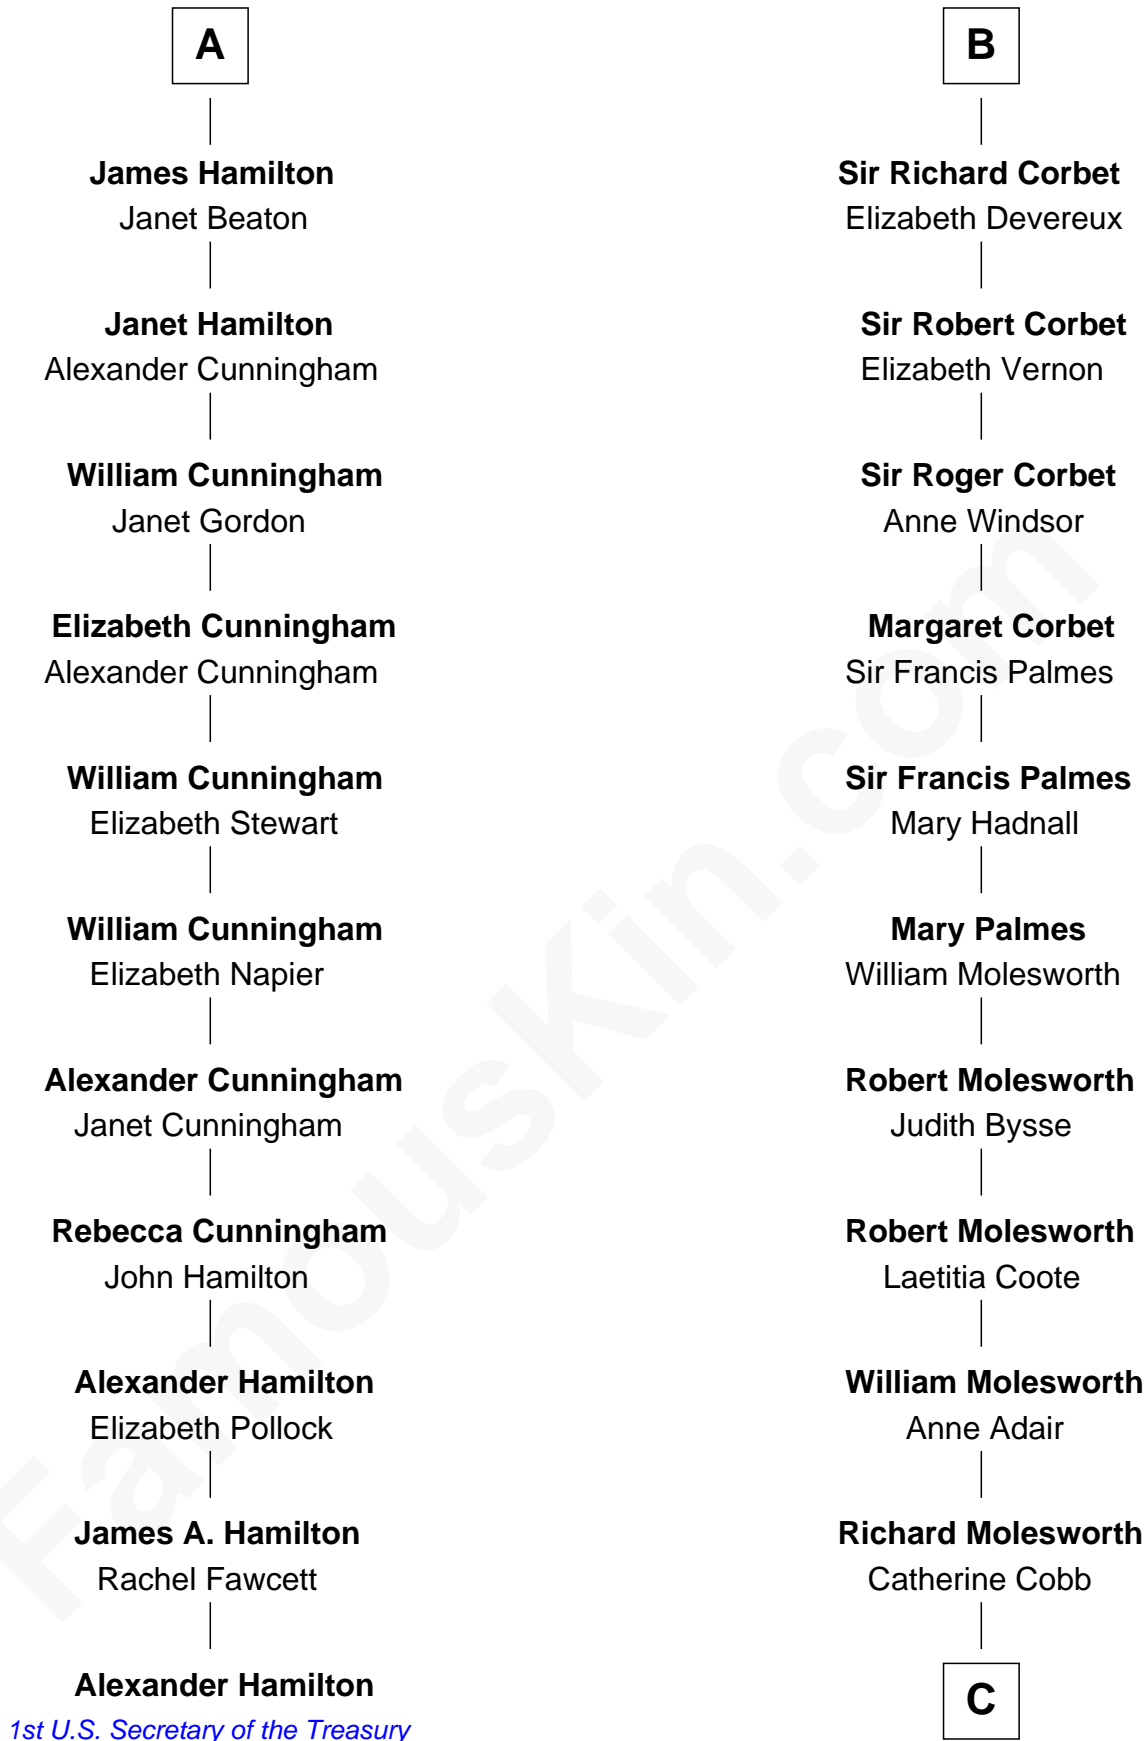 A
James Hamilton
Janet Beaton
Janet Hamilton
Alexander Cunningham
William Cunningham
Janet Gordon
Elizabeth Cunningham
Alexander Cunningham
William Cunningham
Elizabeth Stewart
William Cunningham
Elizabeth Napier
Alexander Cunningham
Janet Cunningham
Rebecca Cunningham
John Hamilton
Alexander Hamilton
Elizabeth Pollock
James A. Hamilton
Rachel Fawcett
Alexander Hamilton
1st U.S. Secretary of the Treasury
B
Sir Richard Corbet
Elizabeth Devereux
Sir Robert Corbet
Elizabeth Vernon
Sir Roger Corbet
Anne Windsor
Margaret Corbet
Sir Francis Palmes
Sir Francis Palmes
Mary Hadnall
Mary Palmes
William Molesworth
Robert Molesworth
Judith Bysse
Robert Molesworth
Laetitia Coote
William Molesworth
Anne Adair
Richard Molesworth
Catherine Cobb
C
FamousKin.com